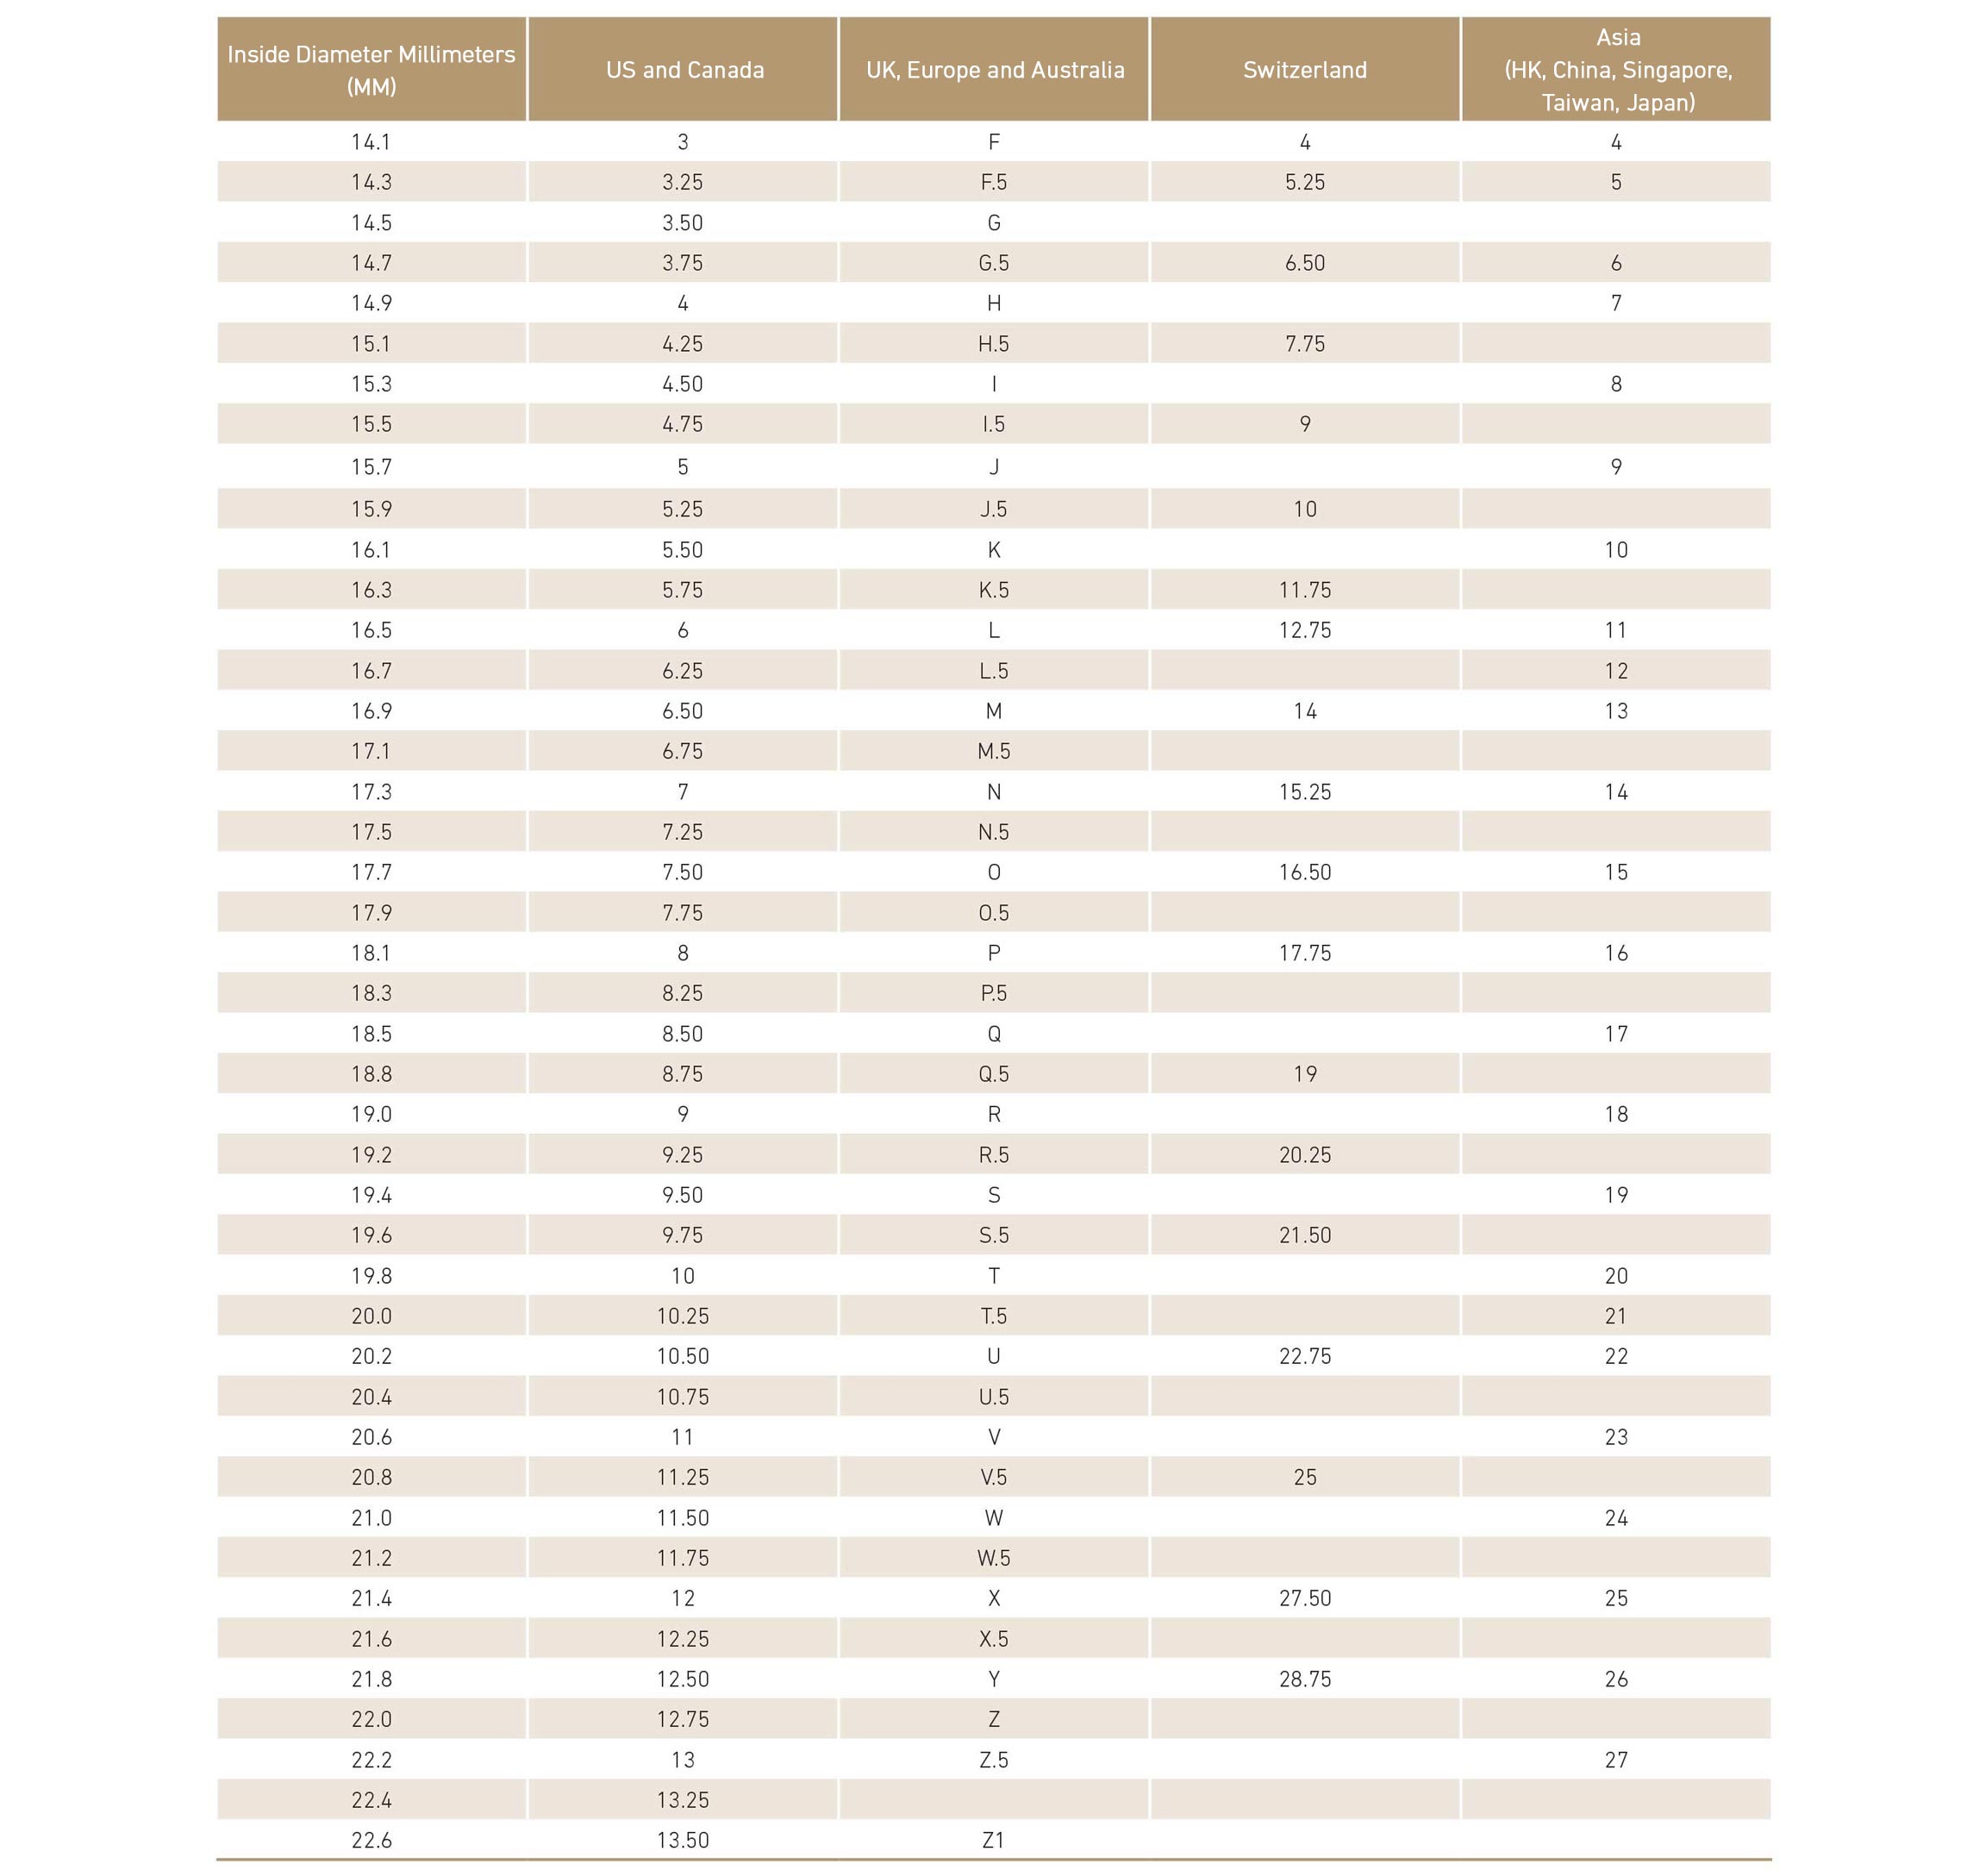 Inside Diameter Millimeters
(MM)
US and Canada
UK, Europe and Australia
Switzerland
Asia
(HK, China, Singapore,
Taiwan, Japan)
14.1 3 F 4 4
14.3 3.25 F.5 5.25 5
14.5 3.50 G
14.7 3.75 G.5 6.50 6
14.9 4 H 7
15.1 4.25 H.5 7.75
15.3 4.50 I 8
15.5 4.75 I.5 9
15.7 5 J 9
15.9 5.25 J.5 10
16.1 5.50 K 10
16.3 5.75 K.5 11.75
16.5 6 L 12.75 11
16.7 6.25 L.5 12
16.9 6.50 M 14 13
17.1 6.75 M.5
17.3 7 N 15.25 14
17.5 7.25 N.5
17.7 7.50 O 16.50 15
17.9 7.75 O.5
18.1 8 P 17.75 16
18.3 8.25 P.5
18.5 8.50 Q 17
18.8 8.75 Q.5 19
19.0 9 R 18
19.2 9.25 R.5 20.25
19.4 9.50 S 19
19.6 9.75 S.5 21.50
19.8 10 T 20
20.0 10.25 T.5 21
20.2 10.50 U 22.75 22
20.4 10.75 U.5
20.6 11 V 23
20.8 11.25 V.5 25
21.0 11.50 W 24
21.2 11.75 W.5
21.4 12 X 27.50 25
21.6 12.25 X.5
21.8 12.50 Y 28.75 26
22.0 12.75 Z
22.2 13 Z.5 27
22.4 13.25
22.6 13.50 Z1